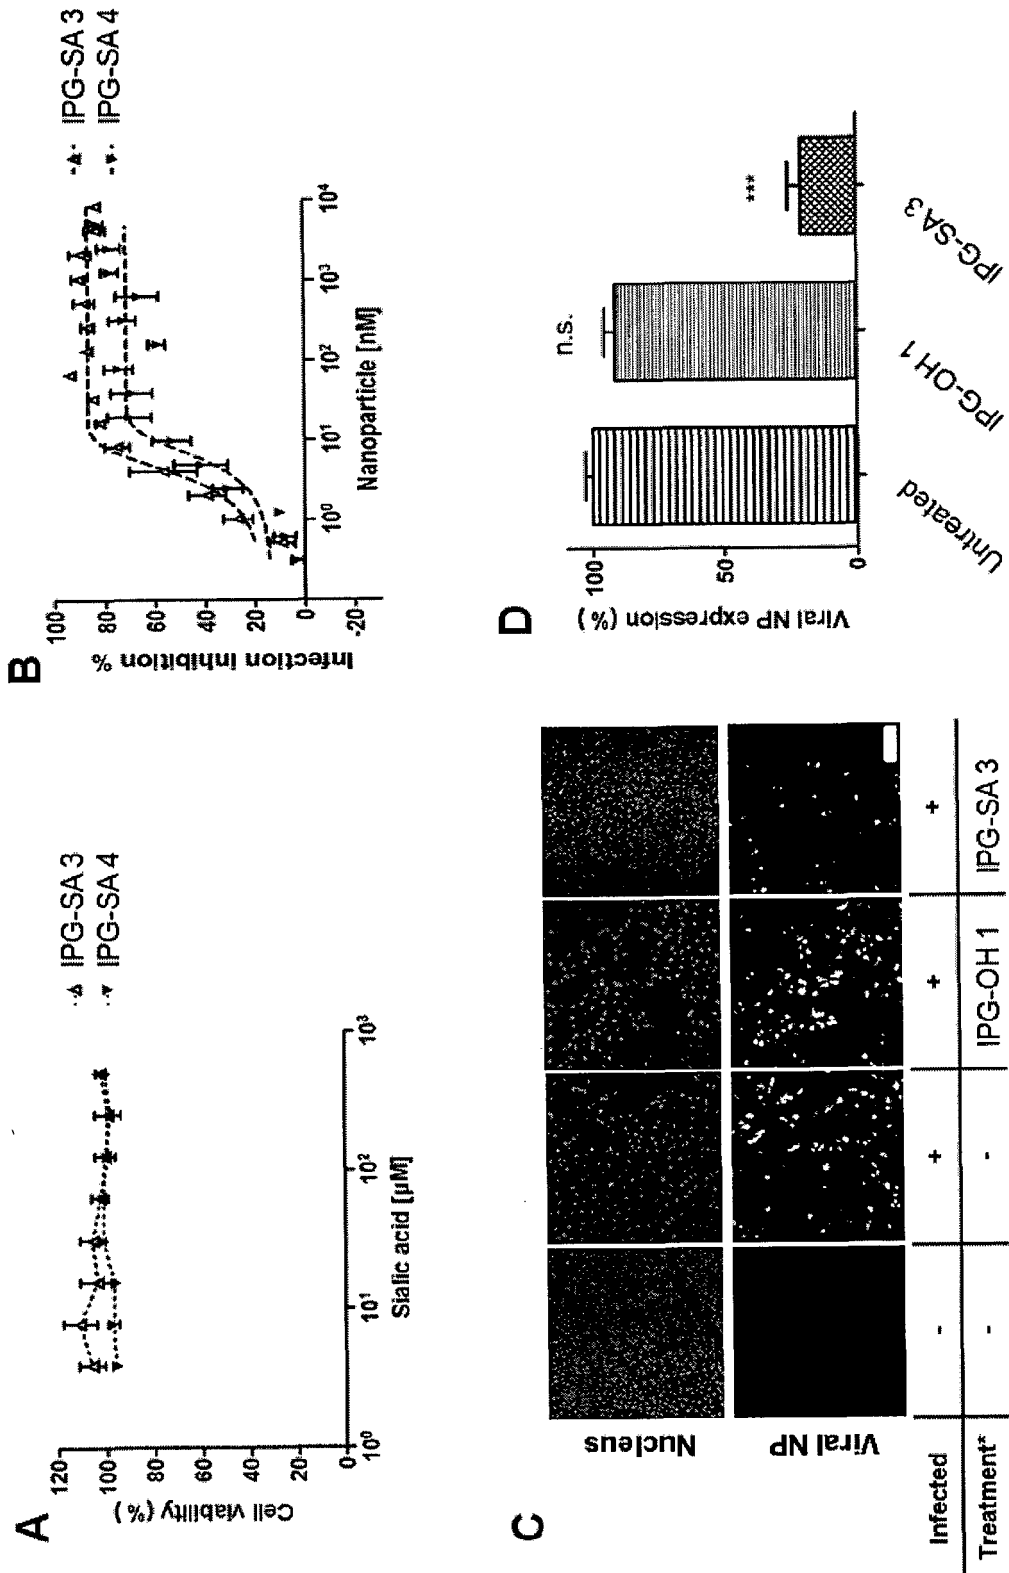 A
IPG-SA 3
IPG-SA 4
Cell viability (%)
120
100
80
60
40
20
0
10⁰
10¹
10²
10³
Sialic acid [µM]
B
IPG-SA 3
IPG-SA 4
Infection inhibition %
100
80
60
40
20
0
-20
10⁰
10¹
10²
10³
10⁴
Nanoparticle [nM]
C
Nucleus
Viral NP
Infected
-
+
+
+
Treatment*
-
-
IPG-OH 1
IPG-SA 3
D
Viral NP expression (%)
100
50
0
n.s.
***
Untreated
IPG-OH 1
IPG-SA 3